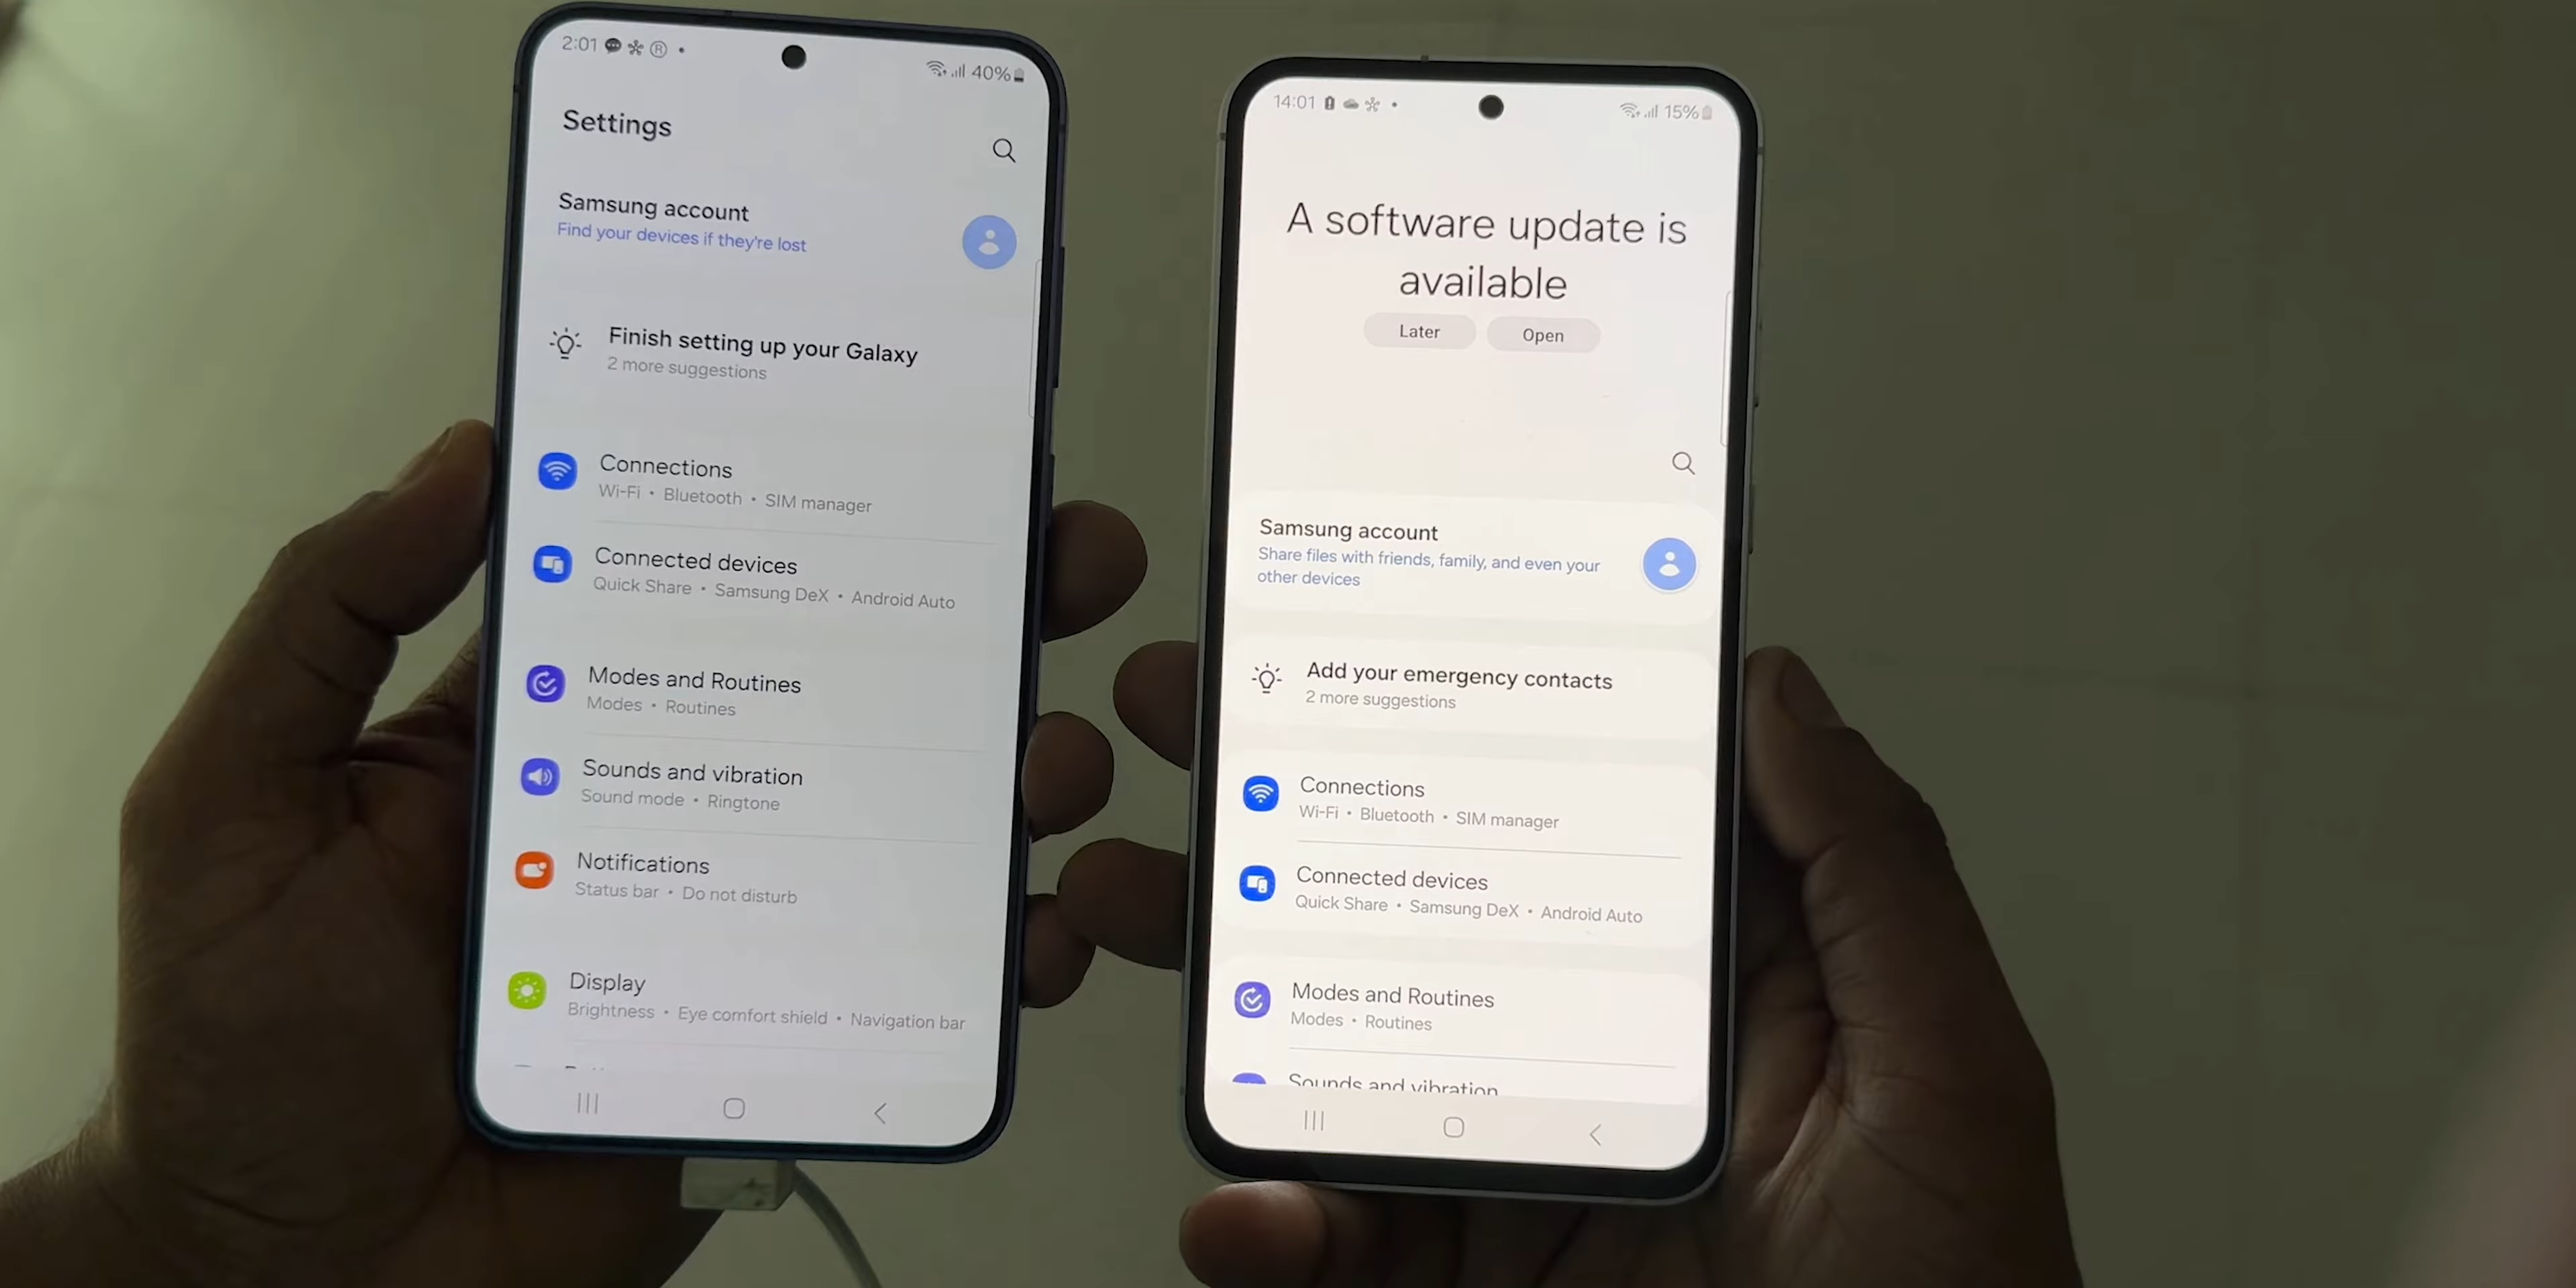 2:01
40%
Settings
Samsung account
Find your devices if they're lost
Finish setting up your Galaxy
2 more suggestions
Connections
Wi-Fi • Bluetooth • SIM manager
Connected devices
Quick Share • Samsung DeX • Android Auto
Modes and Routines
Modes • Routines
Sounds and vibration
Sound mode • Ringtone
Notifications
Status bar • Do not disturb
Display
Brightness • Eye comfort shield • Navigation bar
14:01
15%
A software update is
available
Later
Open
Samsung account
Share files with friends, family, and even your
other devices
Add your emergency contacts
2 more suggestions
Connections
Wi-Fi • Bluetooth • SIM manager
Connected devices
Quick Share • Samsung DeX • Android Auto
Modes and Routines
Modes • Routines
Sounds and vibration